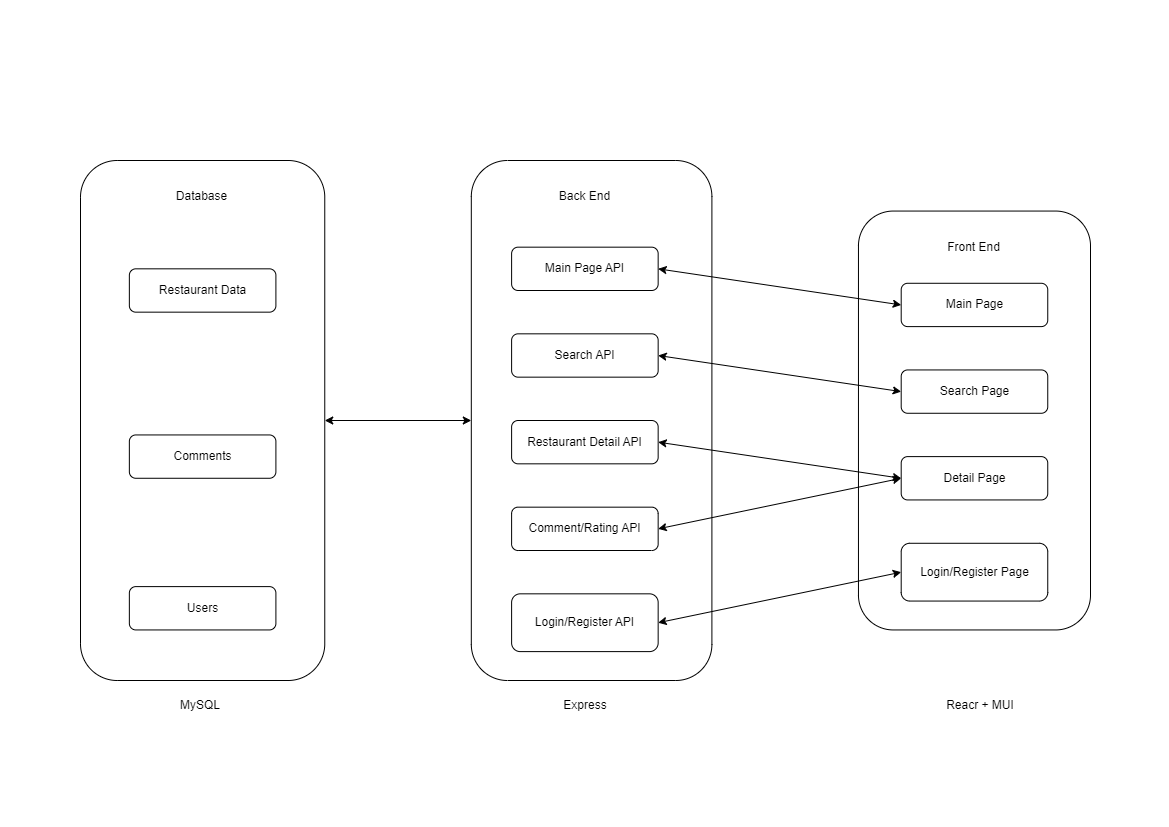 Database
Restaurant Data
Comments
Users
MySQL
Back End
Main Page API
Search API
Restaurant Detail API
Comment/Rating API
Login/Register API
Express
Front End
Main Page
Search Page
Detail Page
Login/Register Page
Reacr + MUI